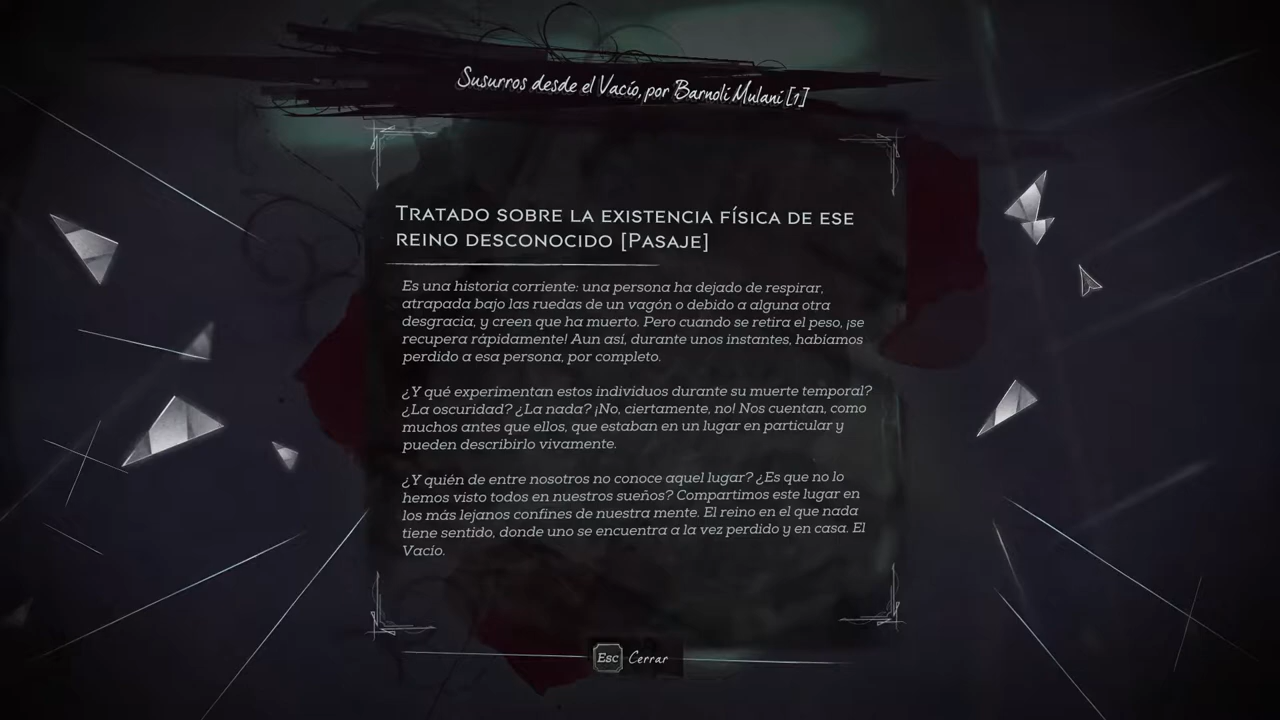 Susurros desde el Vacío, por Barnoli Mulani [1]
Tratado sobre la existencia física de ese
reino desconocido [Pasaje]
Es una historia corriente: una persona ha dejado de respirar,
atrapada bajo las ruedas de un vagón o debido a alguna otra
desgracia, y creen que ha muerto. Pero cuando se retira el peso, ¡se
recupera rápidamente! Aun así, durante unos instantes, habíamos
perdido a esa persona, por completo.
¿Y qué experimentan estos individuos durante su muerte temporal?
¿La oscuridad? ¿La nada? ¡No, ciertamente, no! Nos cuentan, como
muchos antes que ellos, que estaban en un lugar en particular y
pueden describirlo vivamente.
¿Y quién de entre nosotros no conoce aquel lugar? ¿Es que no lo
hemos visto todos en nuestros sueños? Compartimos este lugar en
los más lejanos confines de nuestra mente. El reino en el que nada
tiene sentido, donde uno se encuentra a la vez perdido y en casa. El
Vacío.
Esc Cerrar